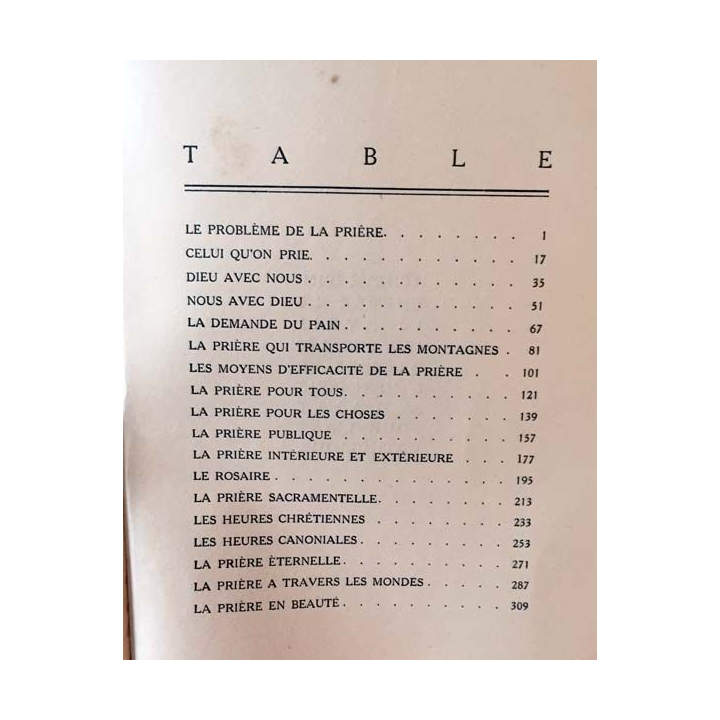 TABLE
LE PROBLÈME DE LA PRIÈRE. . . . . . . . 1
CELUI QU'ON PRIE. . . . . . . . . . . . 17
DIEU AVEC NOUS . . . . . . . . . . . . 35
NOUS AVEC DIEU . . . . . . . . . . . . 51
LA DEMANDE DU PAIN . . . . . . . . . . 67
LA PRIÈRE QUI TRANSPORTE LES MONTAGNES . 81
LES MOYENS D'EFFICACITÉ DE LA PRIÈRE . . 101
LA PRIÈRE POUR TOUS. . . . . . . . . . 121
LA PRIÈRE POUR LES CHOSES . . . . . . . 139
LA PRIÈRE PUBLIQUE . . . . . . . . . . 157
LA PRIÈRE INTÉRIEURE ET EXTÉRIEURE . . . 177
LE ROSAIRE . . . . . . . . . . . . . . 195
LA PRIÈRE SACRAMENTELLE. . . . . . . . 213
LES HEURES CHRÉTIENNES . . . . . . . . 233
LES HEURES CANONIALES . . . . . . . . . 253
LA PRIÈRE ÉTERNELLE. . . . . . . . . . 271
LA PRIÈRE A TRAVERS LES MONDES . . . . . 287
LA PRIÈRE EN BEAUTÉ . . . . . . . . . . 309